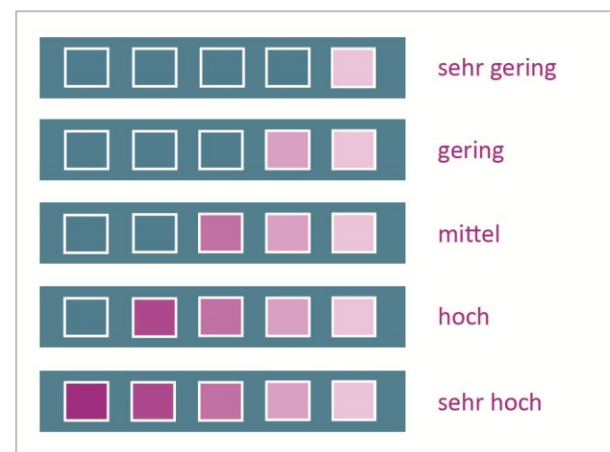 sehr gering
gering
mittel
hoch
sehr hoch